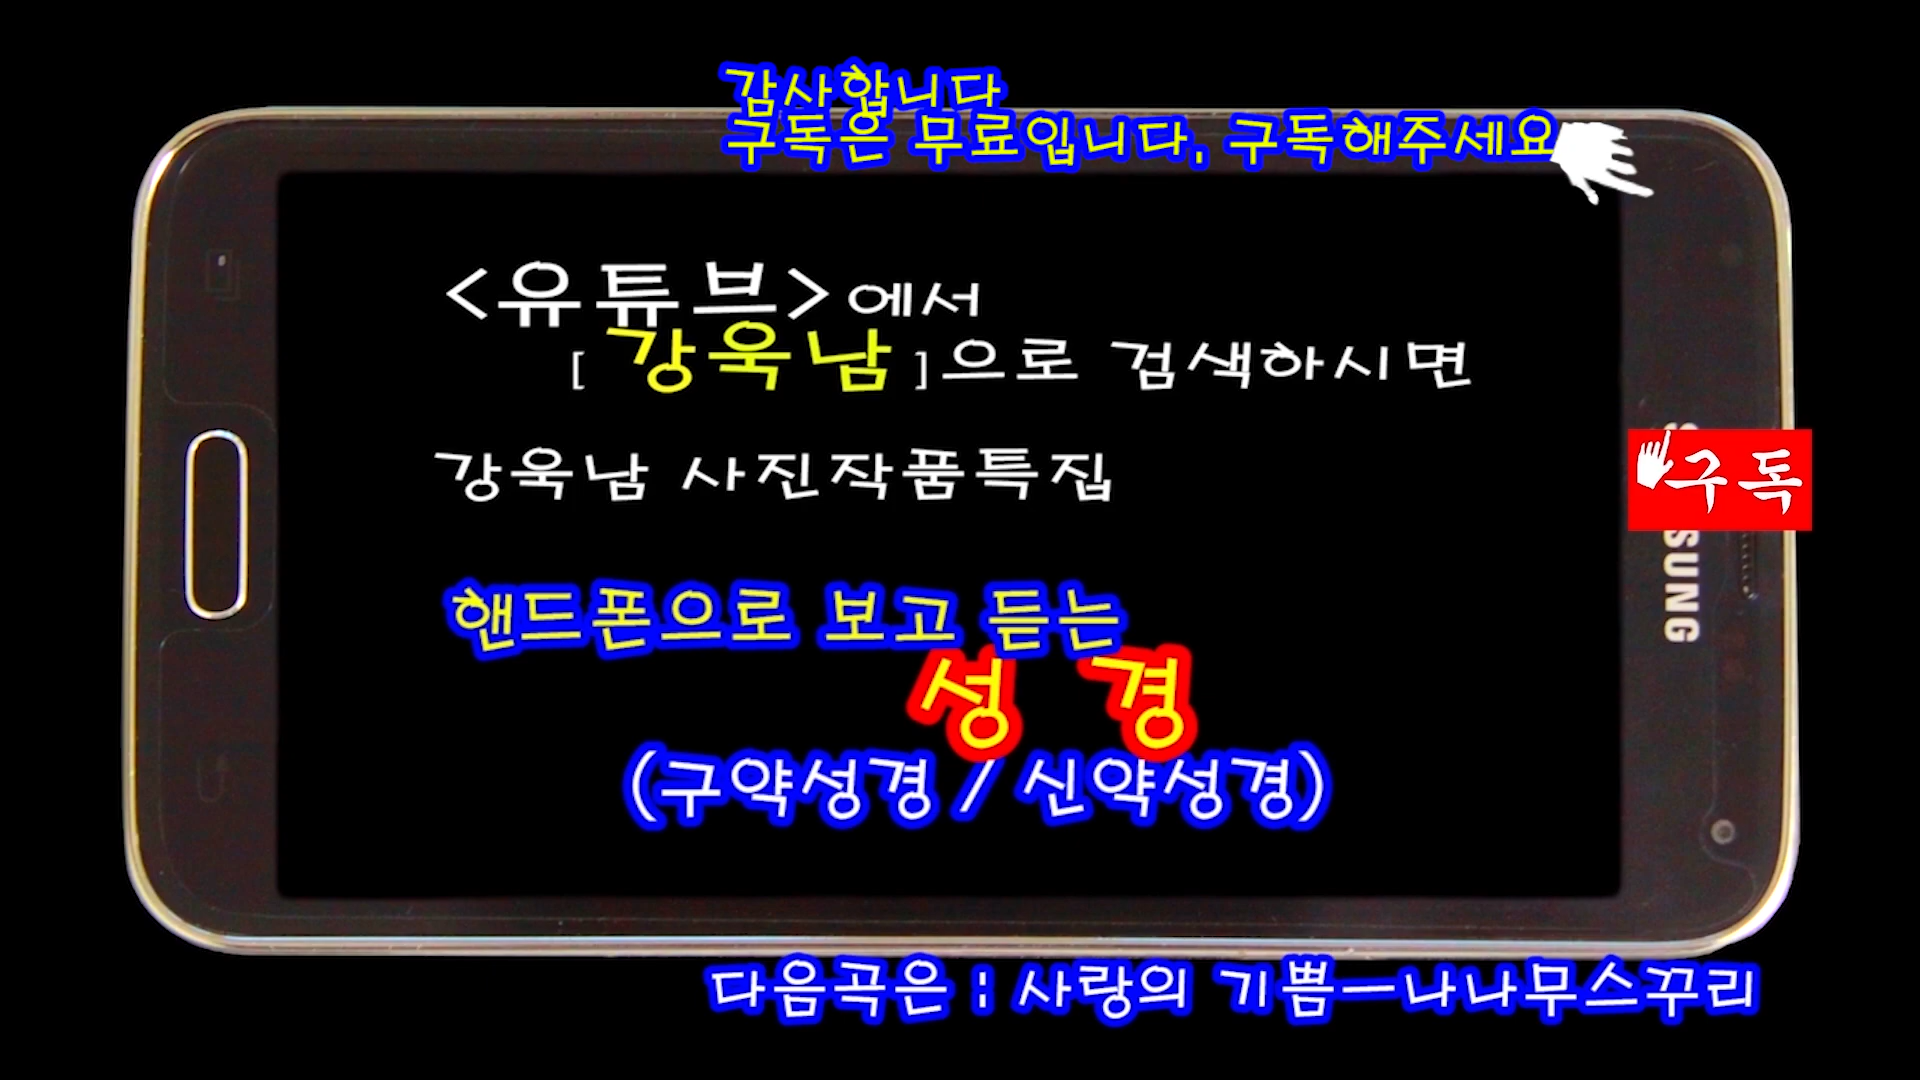 감사합니다
구독은 무료입니다. 구독해주세요
<유튜브>에서
[ 강욱남 ]으로 검색하시면
강욱남 사진작품특집
구독
SUNG
핸드폰으로 보고 듣는
성 경
(구약성경 / 신약성경)
다음곡은 : 사랑의 기쁨ㅡ나나무스꾸리